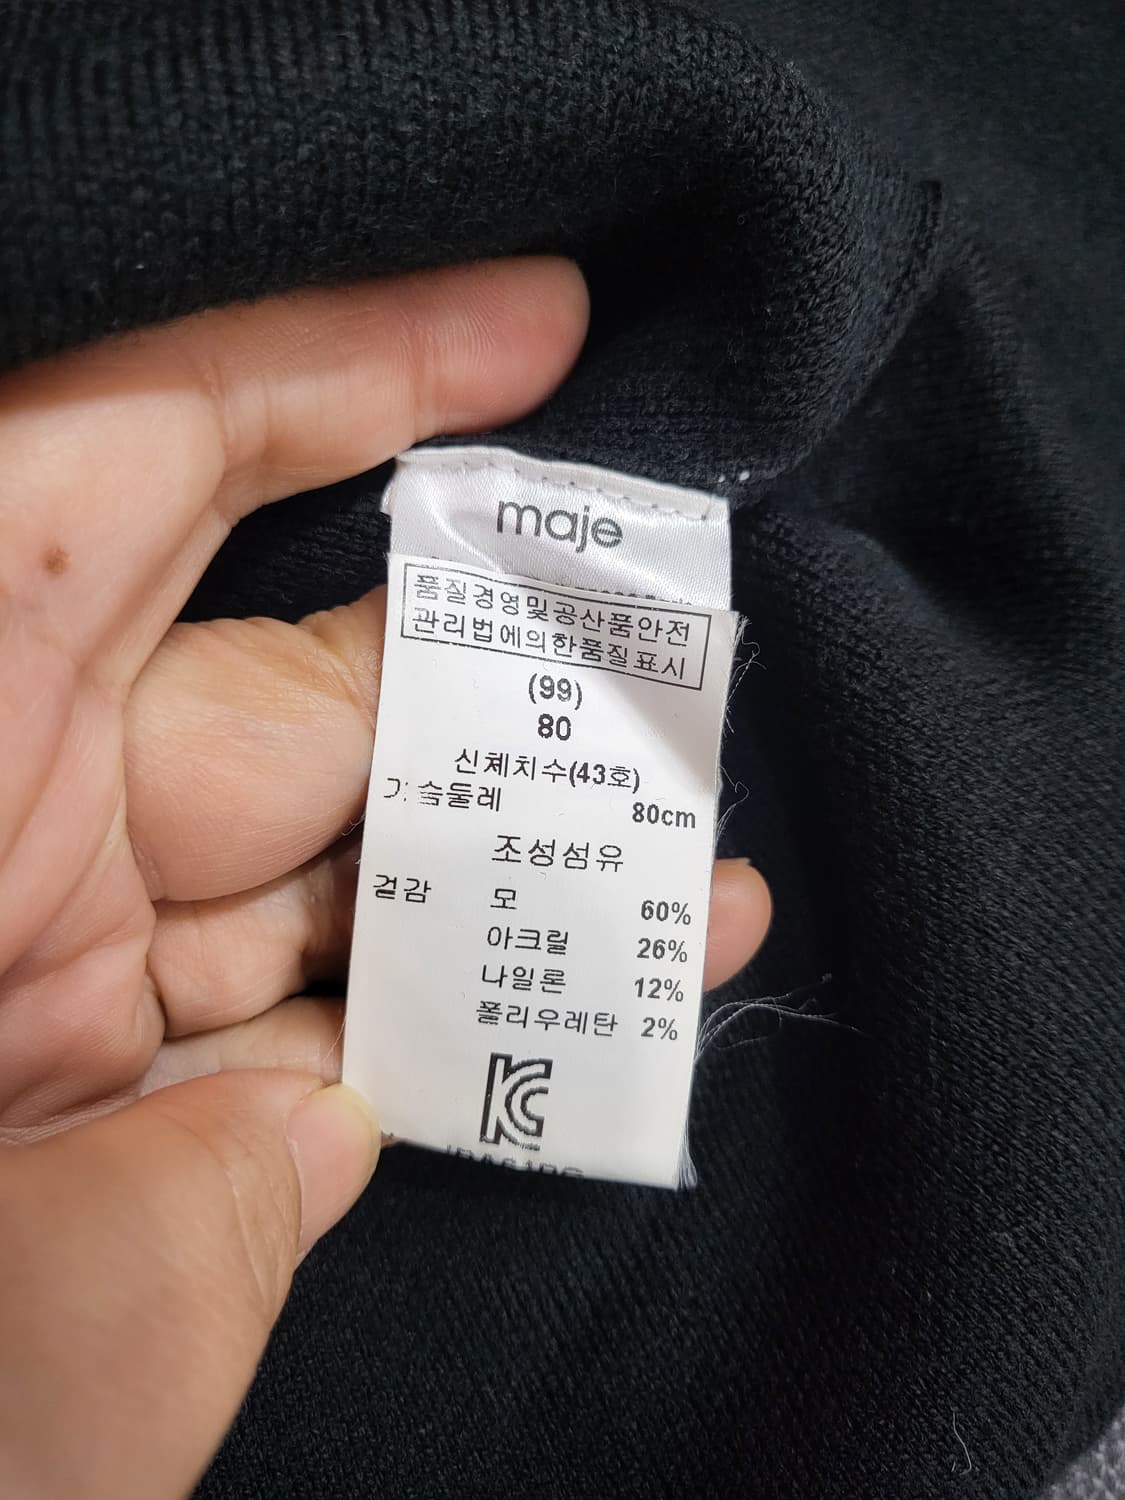 maje
품질경영및공산품안전
관리법에의한품질표시
(99)
80
신체치수(43호)
가슴둘레 80cm
조성섬유
겉감 모 60%
아크릴 26%
나일론 12%
폴리우레탄 2%
KC